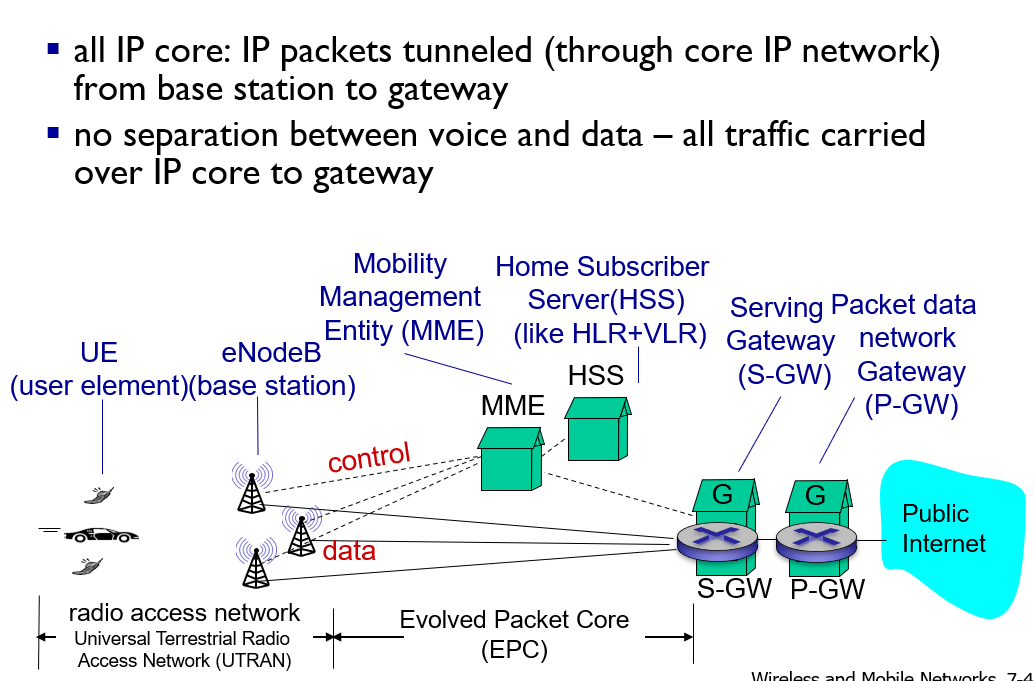 ▪ all IP core: IP packets tunneled (through core IP network)
from base station to gateway
▪ no separation between voice and data – all traffic carried
over IP core to gateway
Mobility
Management
Entity (MME)
Home Subscriber
Server(HSS)
(like HLR+VLR)
Serving
Gateway
(S-GW)
Packet data
network
Gateway
(P-GW)
UE
(user element)
eNodeB
(base station)
HSS
MME
control
data
G
G
S-GW
P-GW
Public
Internet
radio access network
Universal Terrestrial Radio
Access Network (UTRAN)
Evolved Packet Core
(EPC)
Wireless and Mobile Networks 7-4